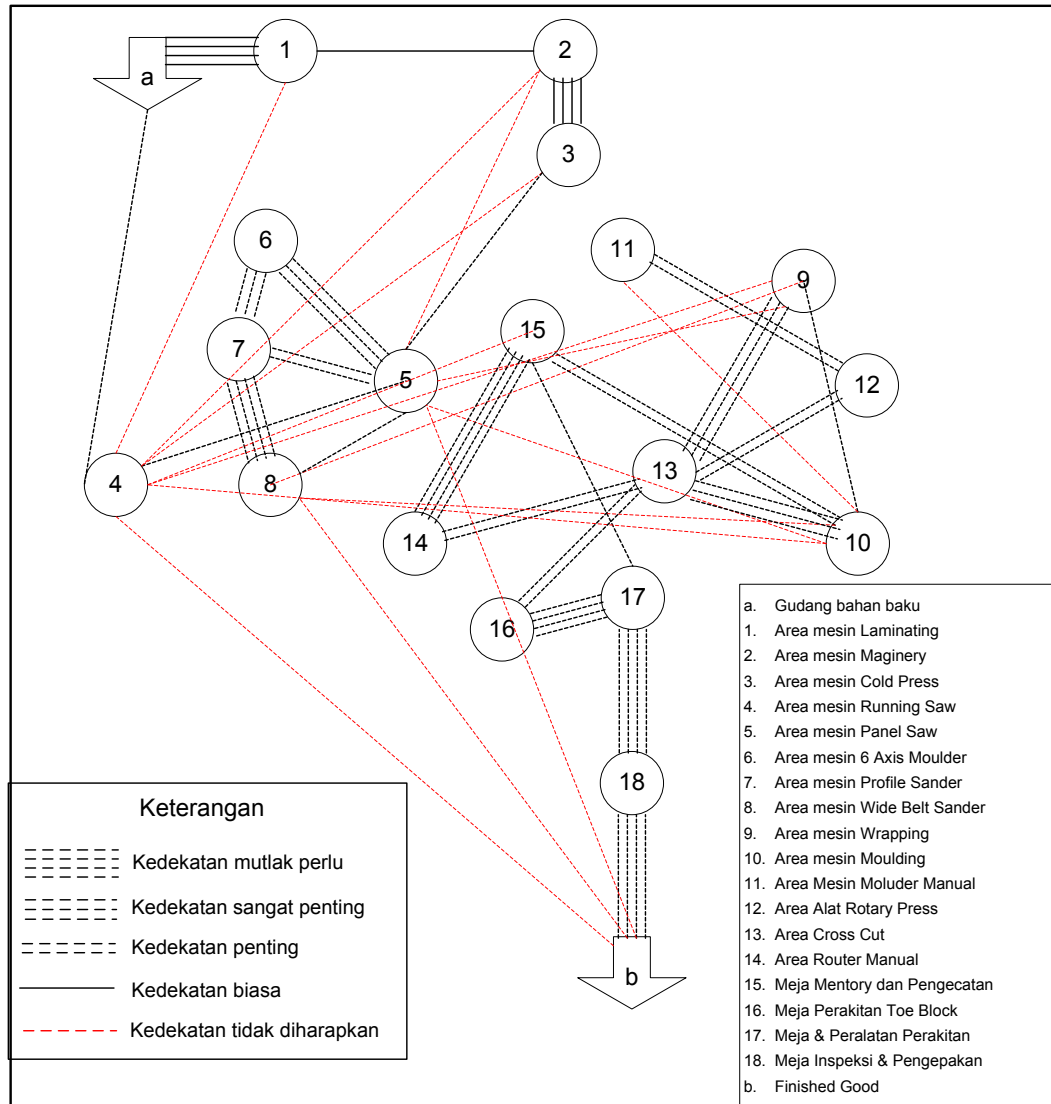 1
2
a
3
6
11
9
15
7
5
12
13
4
8
14
10
17
16
18
b
a. Gudang bahan baku
1. Area mesin Laminating
2. Area mesin Maginery
3. Area mesin Cold Press
4. Area mesin Running Saw
5. Area mesin Panel Saw
6. Area mesin 6 Axis Moulder
7. Area mesin Profile Sander
8. Area mesin Wide Belt Sander
9. Area mesin Wrapping
10. Area mesin Moulding
11. Area Mesin Moluder Manual
12. Area Alat Rotary Press
13. Area Cross Cut
14. Area Router Manual
15. Meja Mentory dan Pengecatan
16. Meja Perakitan Toe Block
17. Meja & Peralatan Perakitan
18. Meja Inspeksi & Pengepakan
b. Finished Good
Keterangan
Kedekatan mutlak perlu
Kedekatan sangat penting
Kedekatan penting
Kedekatan biasa
Kedekatan tidak diharapkan